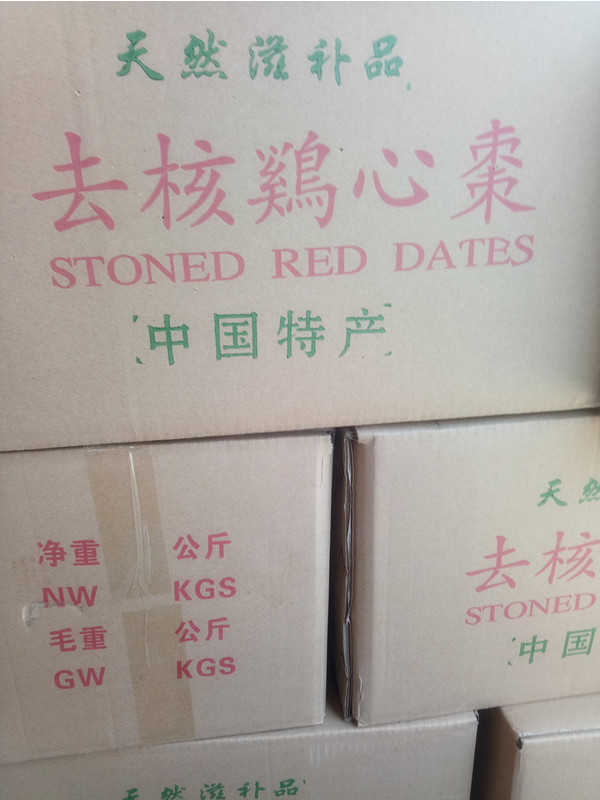 天然滋补品
去核鷄心棗
STONED RED DATES
中国特产
净重 公斤
NW KGS
毛重 公斤
GW KGS
天然
去核
STONED
中国
天然滋补品